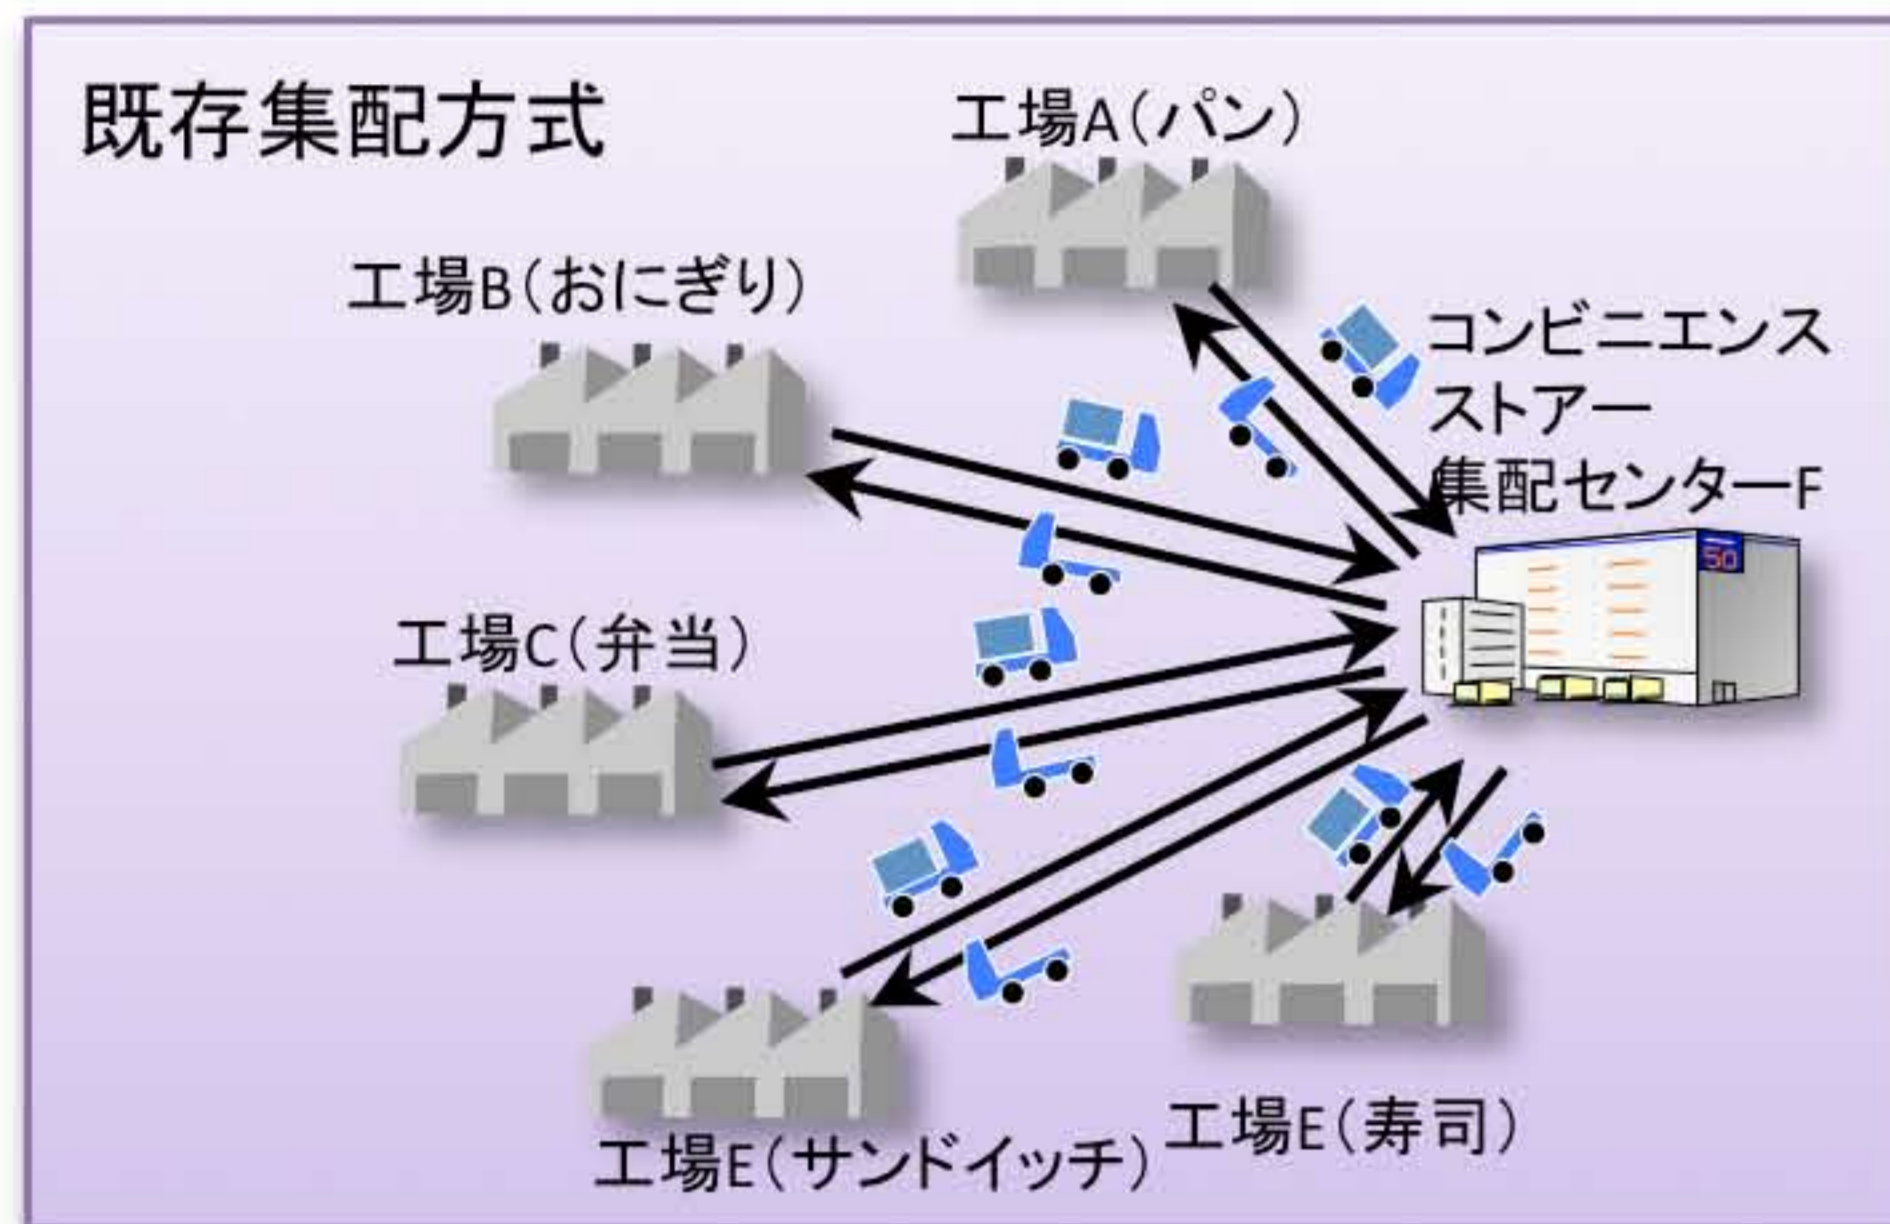 既存集配方式
工場A(パン)
工場B(おにぎり)
コンビニエンス
ストアー
集配センターF
50
工場C(弁当)
工場E(サンドイッチ)
工場E(寿司)